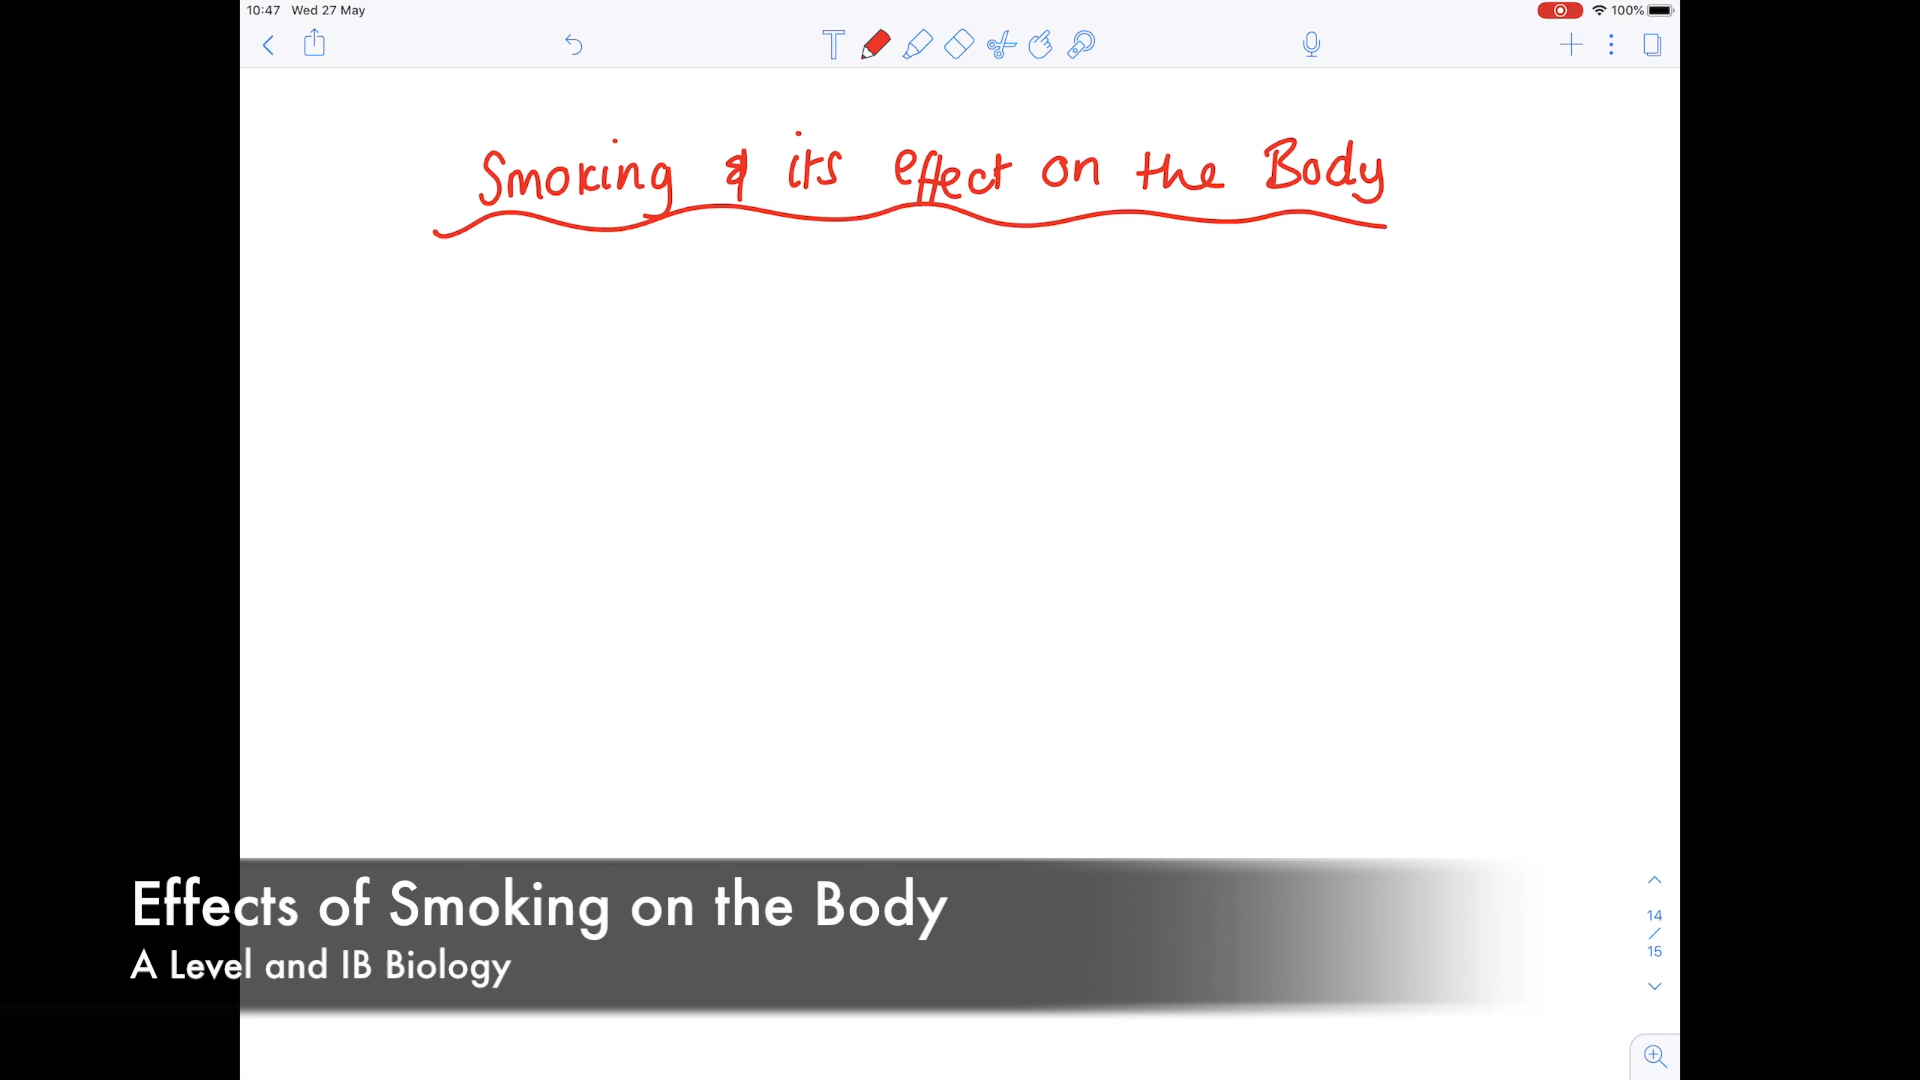 10:47 Wed 27 May
100%
T
Smoking & its effect on the Body
Effects of Smoking on the Body
A Level and IB Biology
14
/
15